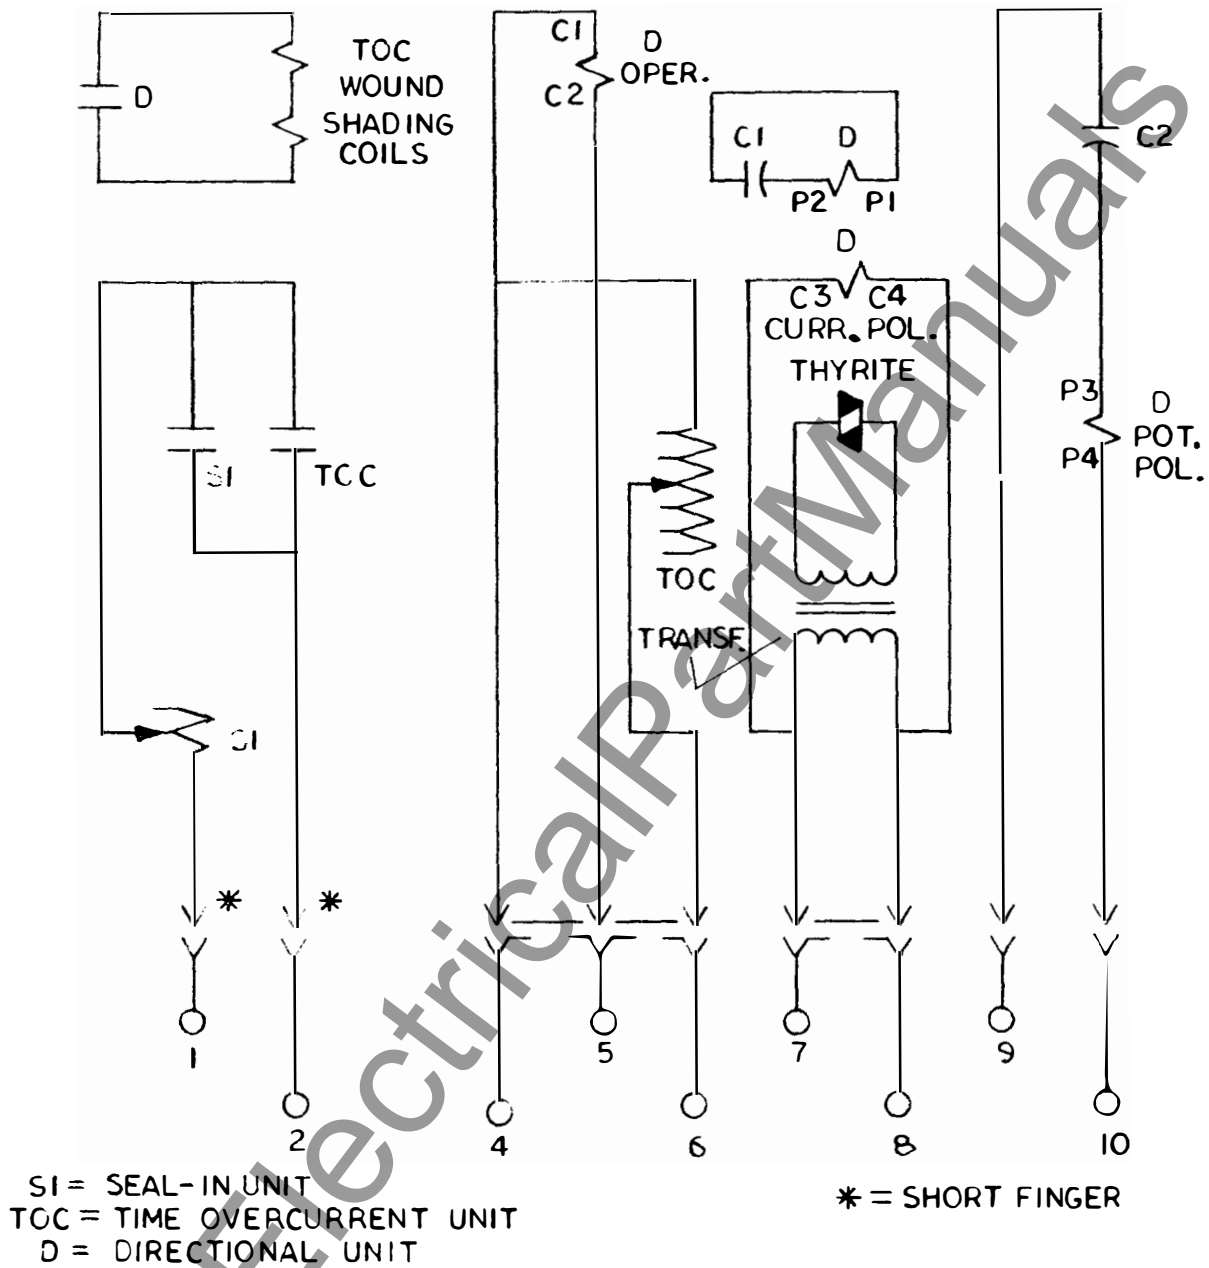 TOC
WOUND
SHADING
COILS
D
C1
C2
D
OPER.
C1
D
P2
P1
C2
D
C3
C4
CURR. POL.
THYRITE
P3
P4
D
POT.
POL.
SI
TOC
TOC
TRANSF.
SI
*
*
1
2
4
5
6
7
8
9
10
SI = SEAL-IN UNIT
TOC = TIME OVERCURRENT UNIT
D = DIRECTIONAL UNIT
* = SHORT FINGER
ElectricalPartManuals